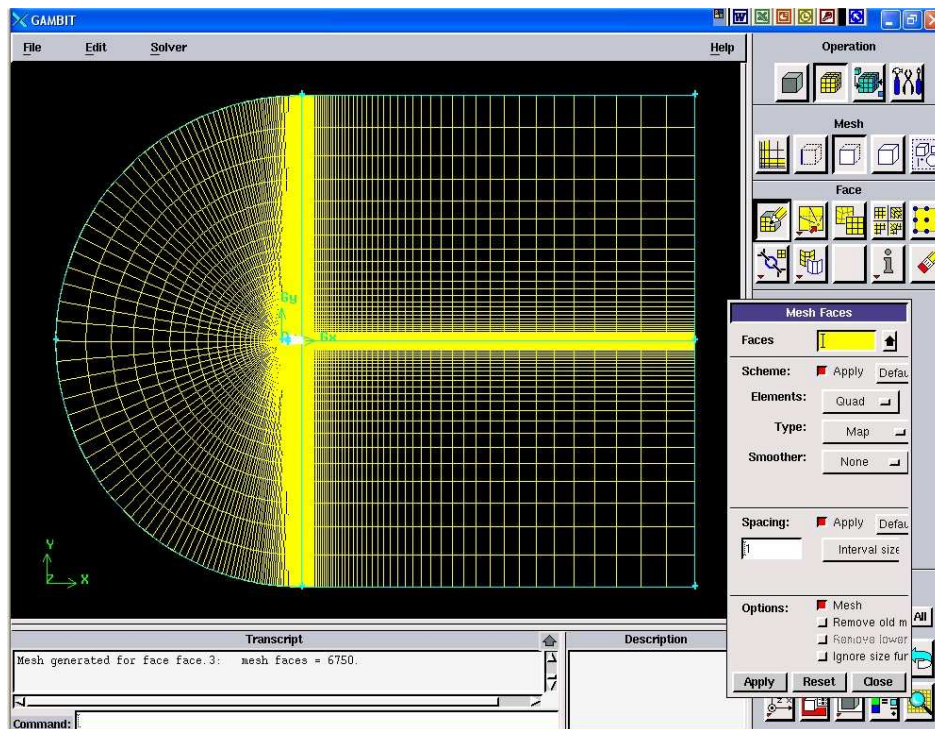 GAMBIT
File Edit Solver Help
Operation
Mesh
Face
Gy
Gx
Y
Z X
Mesh Faces
Faces
Scheme: Apply Defau
Elements: Quad
Type: Map
Smoother: None
Spacing: Apply Defau
1 Interval size
Options: Mesh
Remove old m
Remove lower
Ignore size fun
Apply Reset Close
All
Transcript
Description
Mesh generated for face face.3: mesh faces = 6750.
Command: